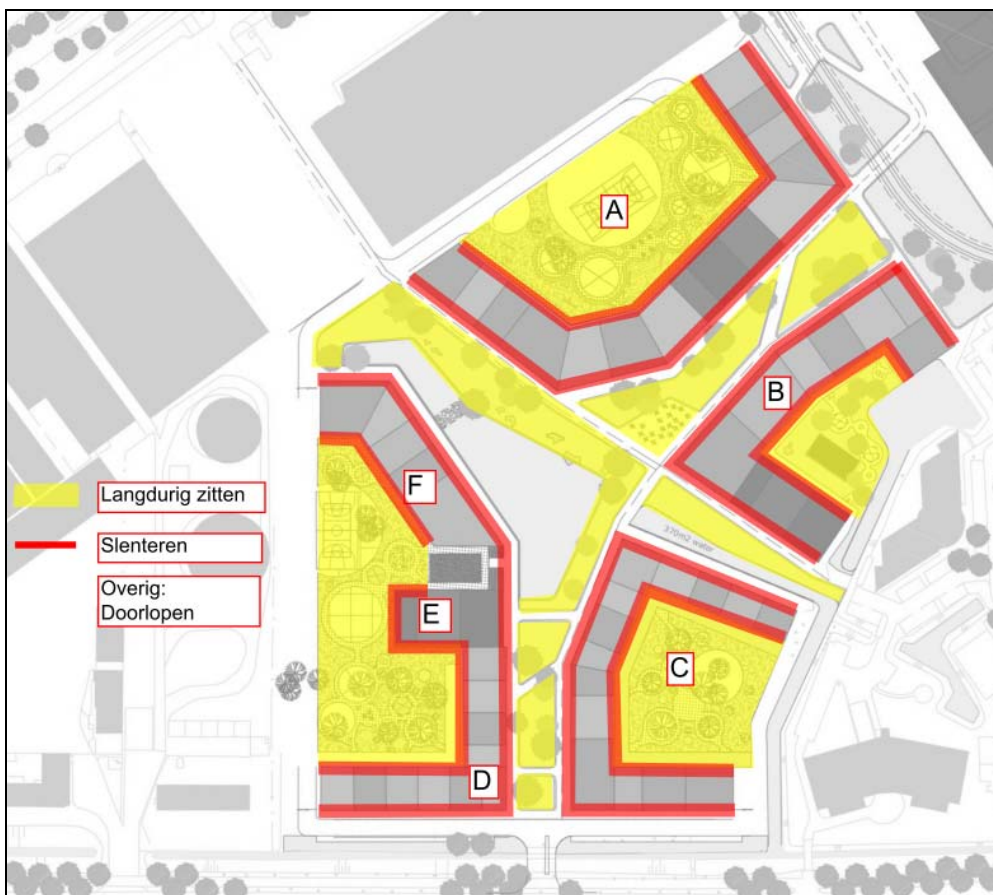 A
B
F
Langdurig zitten
Slenteren
370m2 water
Overig:
Doorlopen
E
C
D